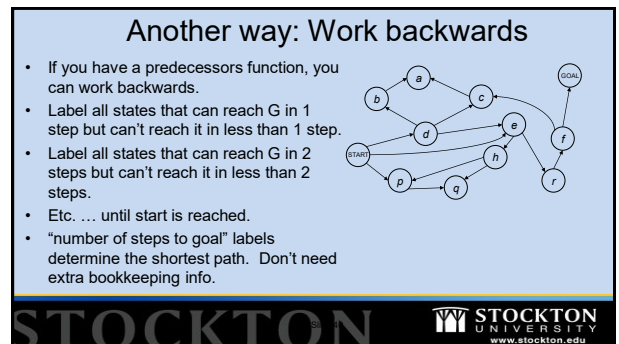 Another way: Work backwards
• If you have a predecessors function, you
can work backwards.
• Label all states that can reach G in 1
step but can't reach it in less than 1 step.
• Label all states that can reach G in 2
steps but can't reach it in less than 2
steps.
• Etc. … until start is reached.
• "number of steps to goal" labels
determine the shortest path. Don't need
extra bookkeeping info.
a
GOAL
b
c
e
d
f
START
h
p
q
r
STOCKTON
STOCKTON
UNIVERSITY
www.stockton.edu